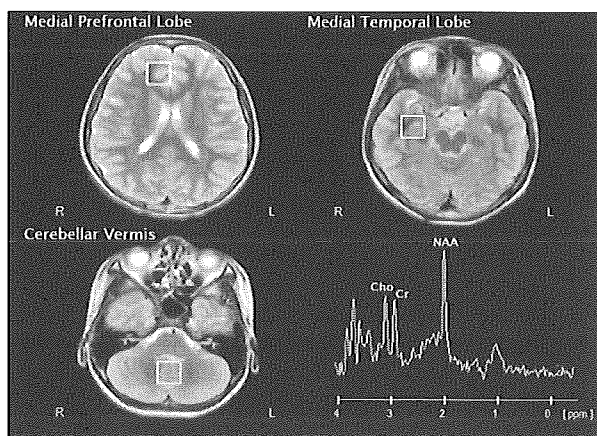 Medial Prefrontal Lobe
Medial Temporal Lobe
R L
R L
Cerebellar Vermis
NAA
Cho
Cr
R L
4 3 2 1 0 [ppm]